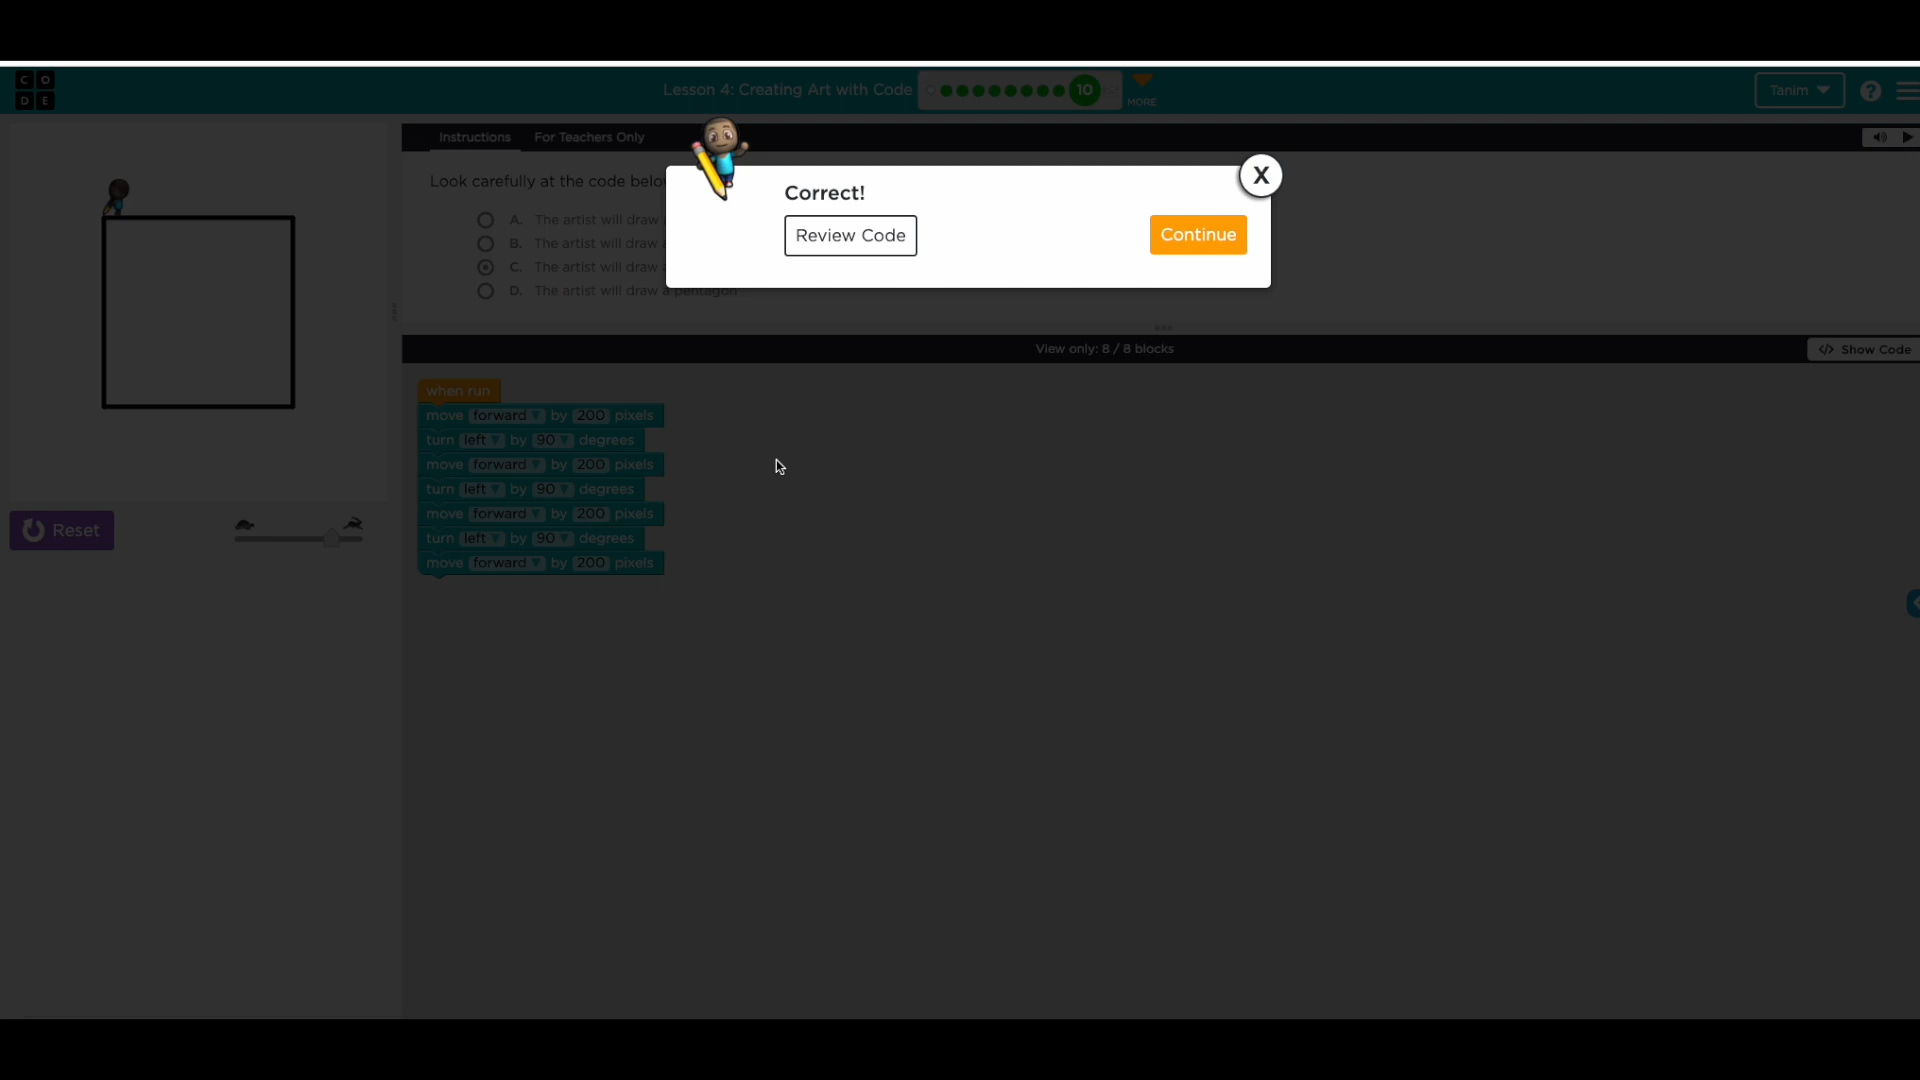 C O
D E
Lesson 4: Creating Art with Code
10
MORE
Tanim
?
Instructions
For Teachers Only
Look carefully at the code
A. The artist will draw
B. The artist will draw
C. The artist will draw
D. The artist will draw a pentagon
Correct!
X
Review Code
Continue
View only: 8 / 8 blocks
</> Show Code
when run
move forward by 200 pixels
turn left by 90 degrees
move forward by 200 pixels
turn left by 90 degrees
move forward by 200 pixels
turn left by 90 degrees
move forward by 200 pixels
Reset